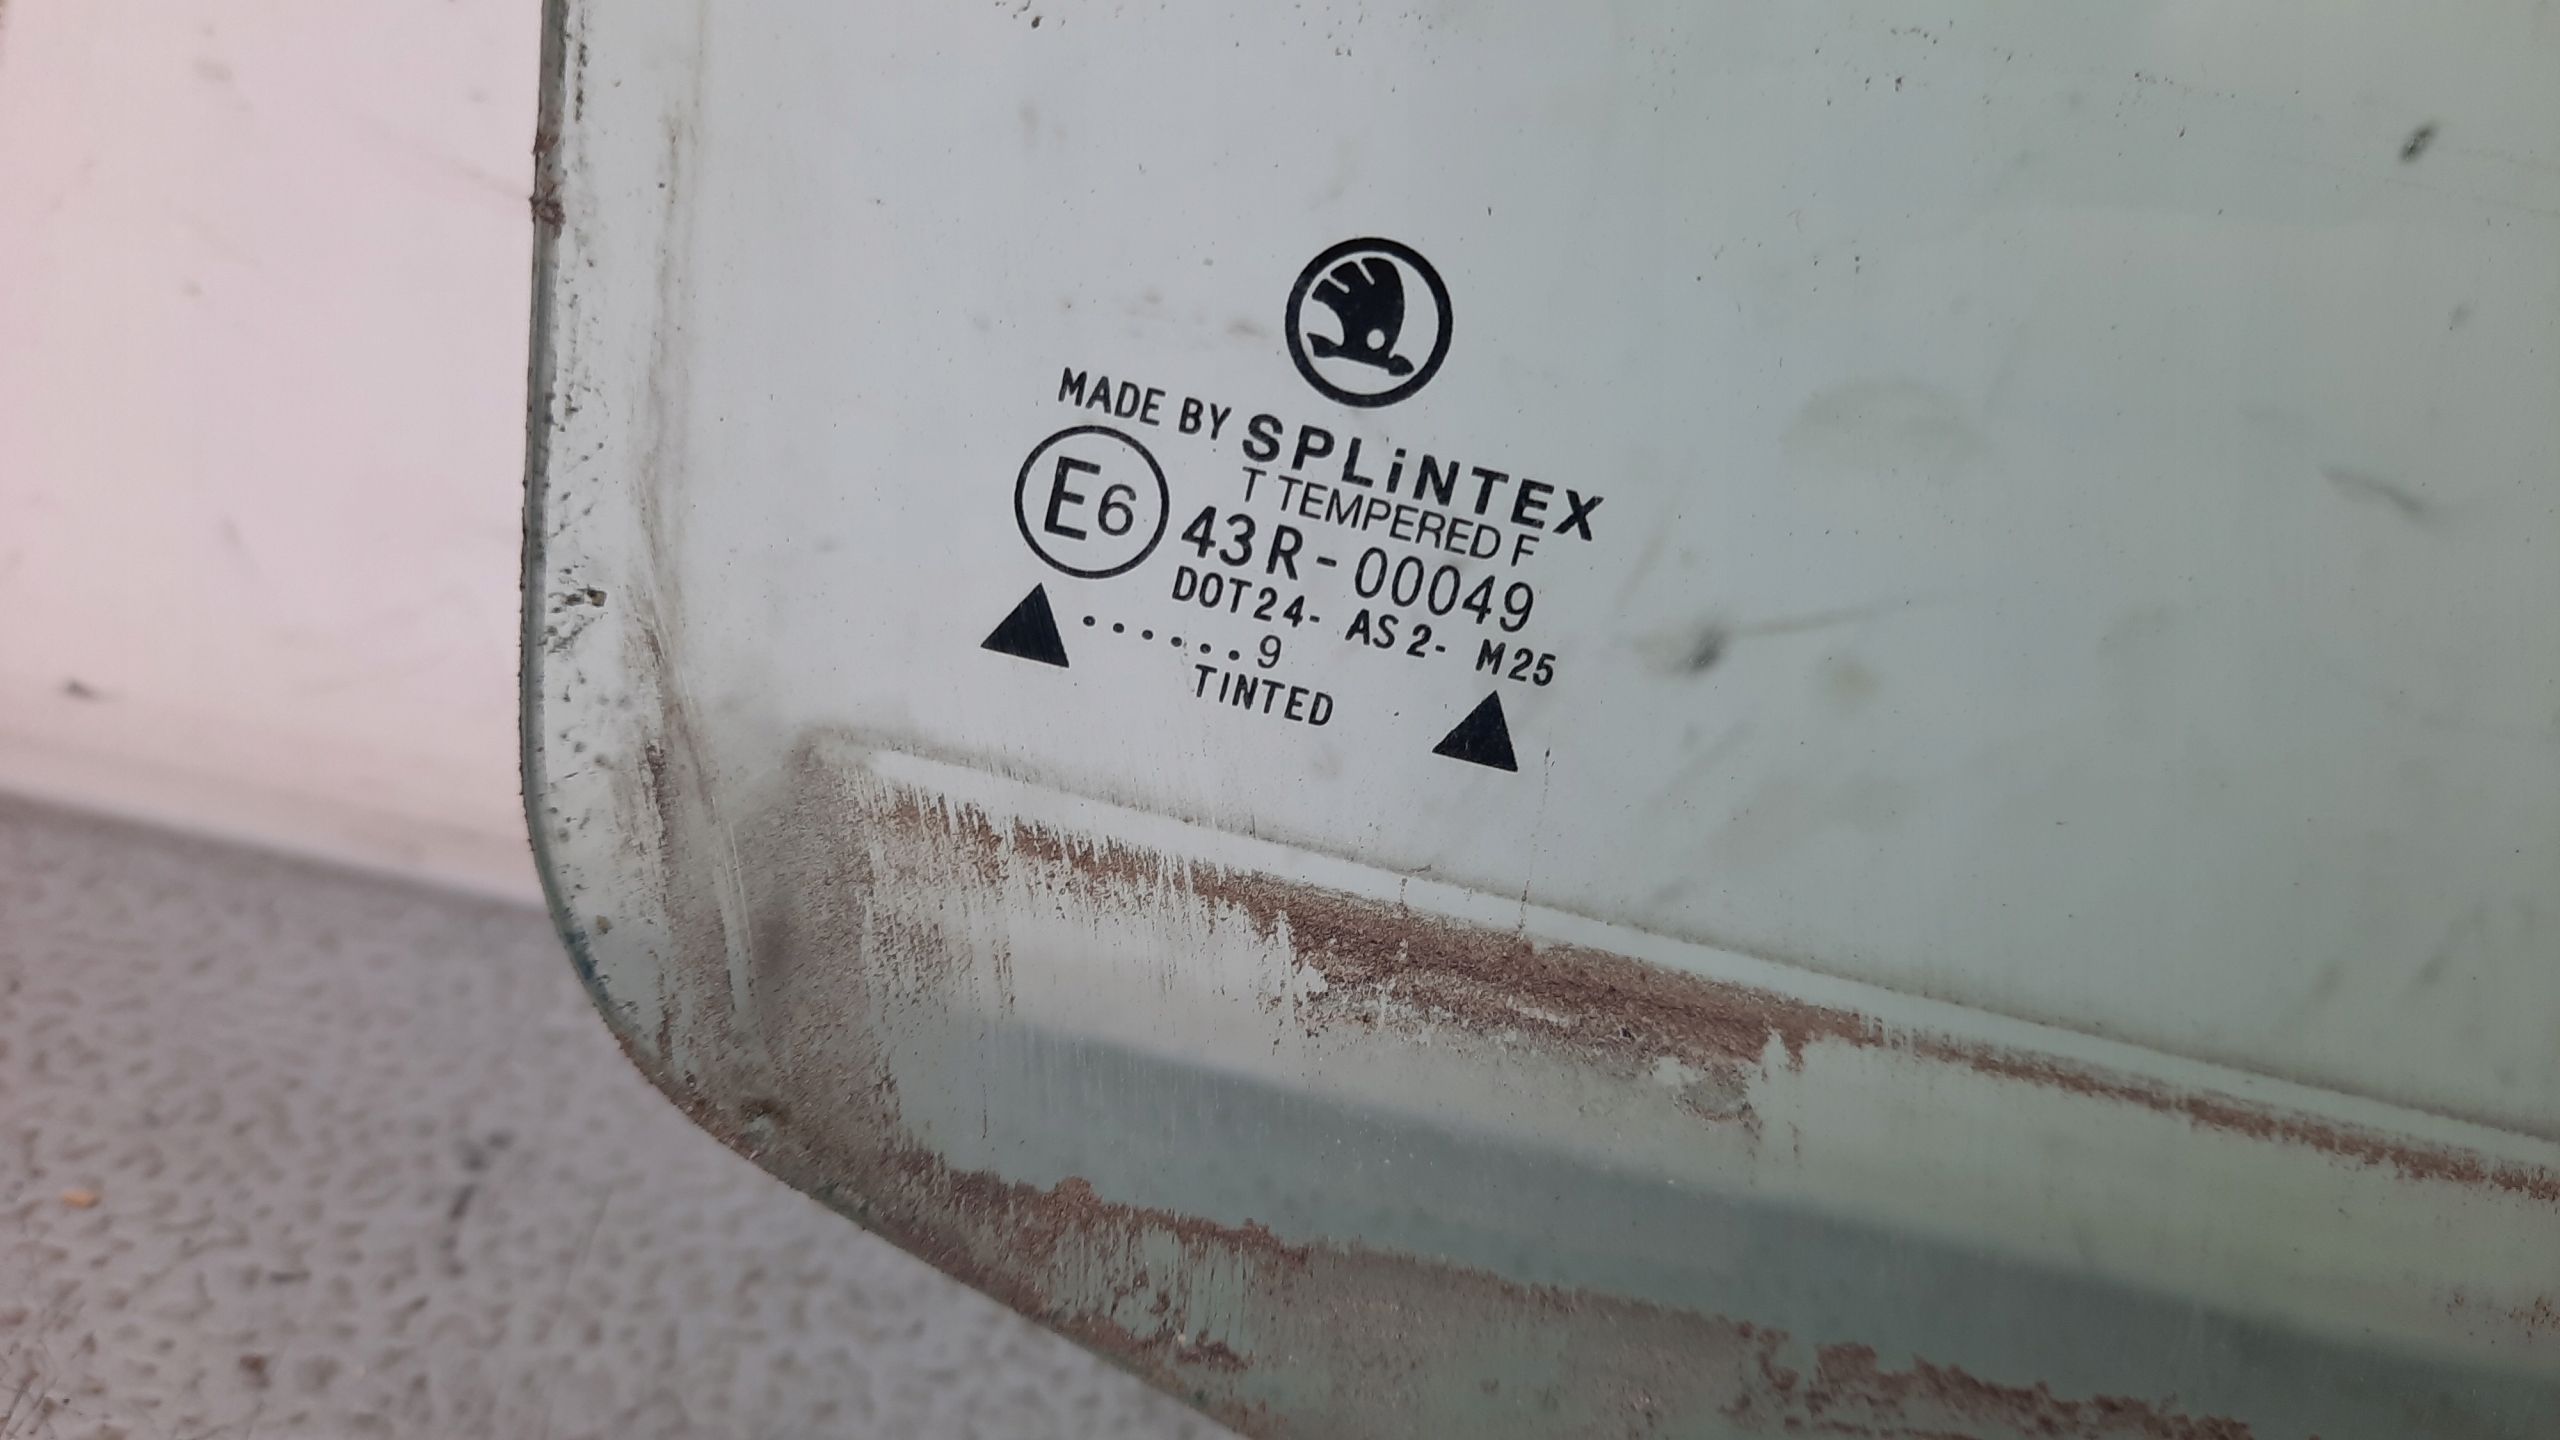 MADE BY SPLiNTEX
T TEMPERED F
E6 43R-00049
DOT24- AS2- M25
......9
TINTED